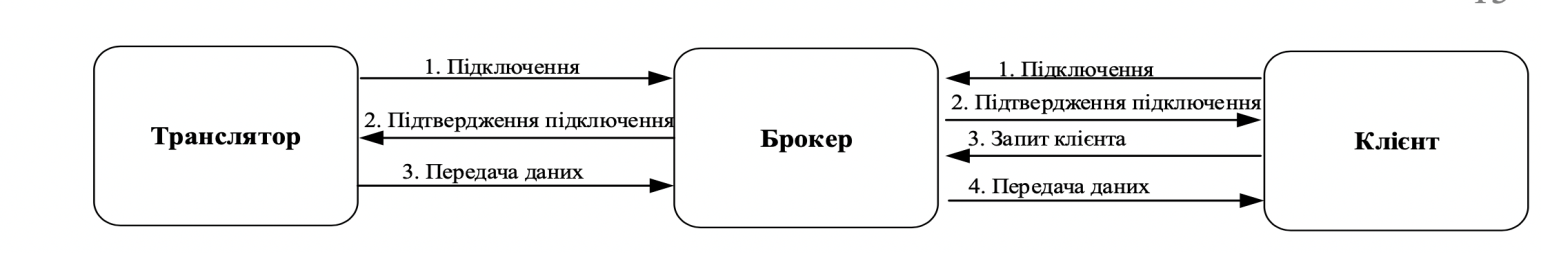 Транслятор
1. Підключення
2. Підтвердження підключення
3. Передача даних
Брокер
1. Підключення
2. Підтвердження підключення
3. Запит клієнта
4. Передача даних
Клієнт